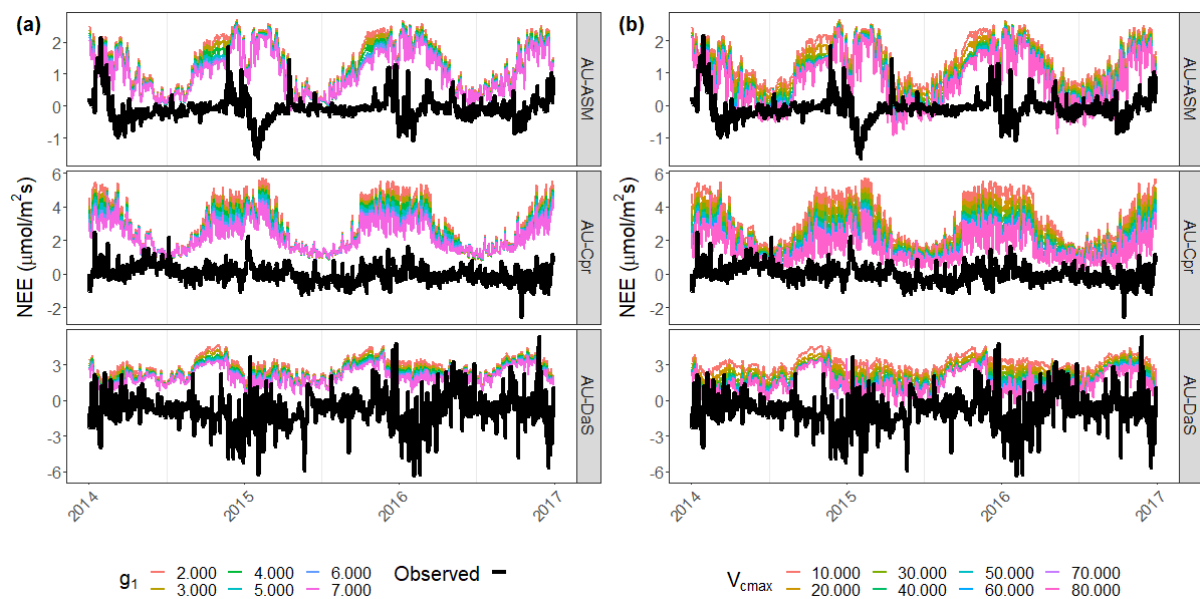 (a)
(b)
NEE (μmol/m²s)
2
1
0
-1
AU-ASM
6
4
2
0
-2
AU-Cpr
3
0
-3
-6
AU-DaS
2014
2015
2016
2017
NEE (μmol/m²s)
2
1
0
-1
AU-ASM
6
4
2
0
-2
AU-Cpr
3
0
-3
-6
AU-DaS
2014
2015
2016
2017
g₁
2.000 4.000 6.000
3.000 5.000 7.000
Observed
Vcmax
10.000 30.000 50.000 70.000
20.000 40.000 60.000 80.000